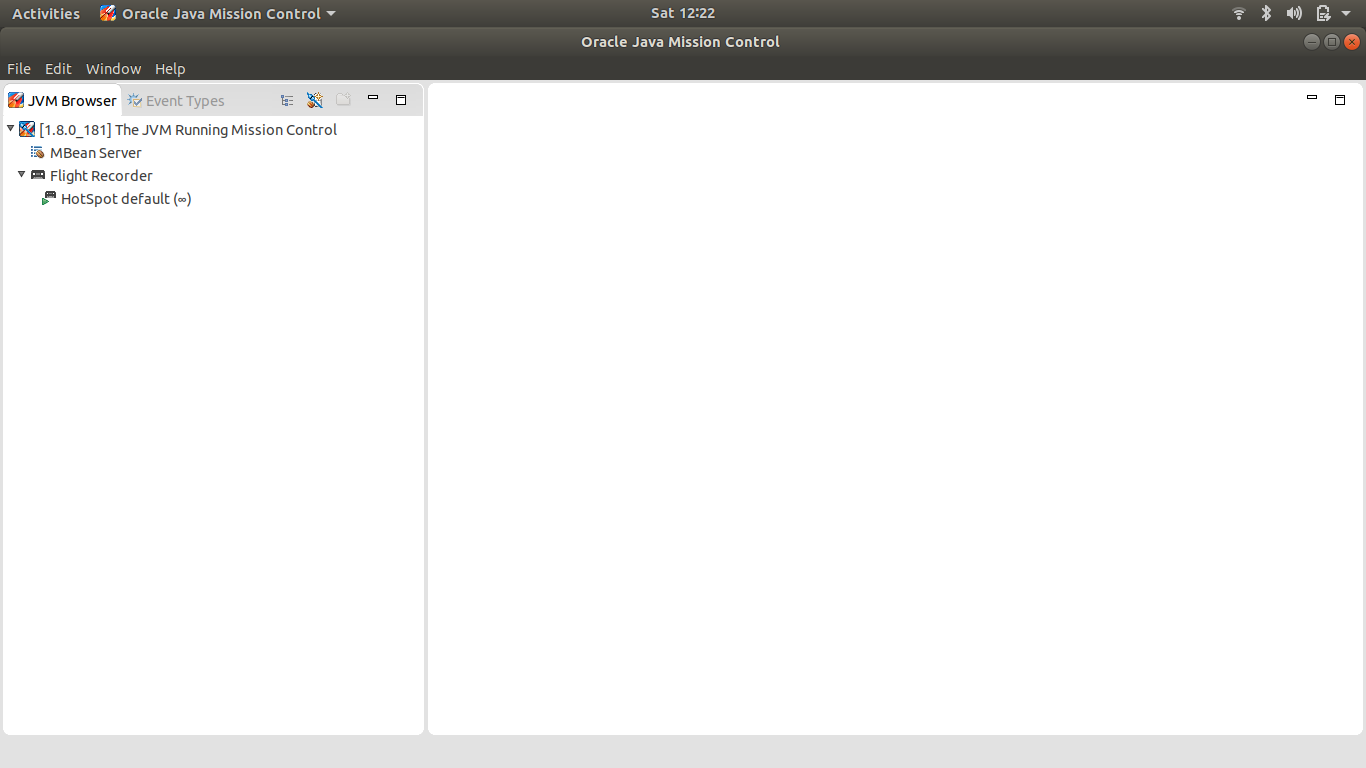 Activities Oracle Java Mission Control Sat 12:22
Oracle Java Mission Control
File Edit Window Help
JVM Browser Event Types
[1.8.0_181] The JVM Running Mission Control
MBean Server
Flight Recorder
HotSpot default (∞)